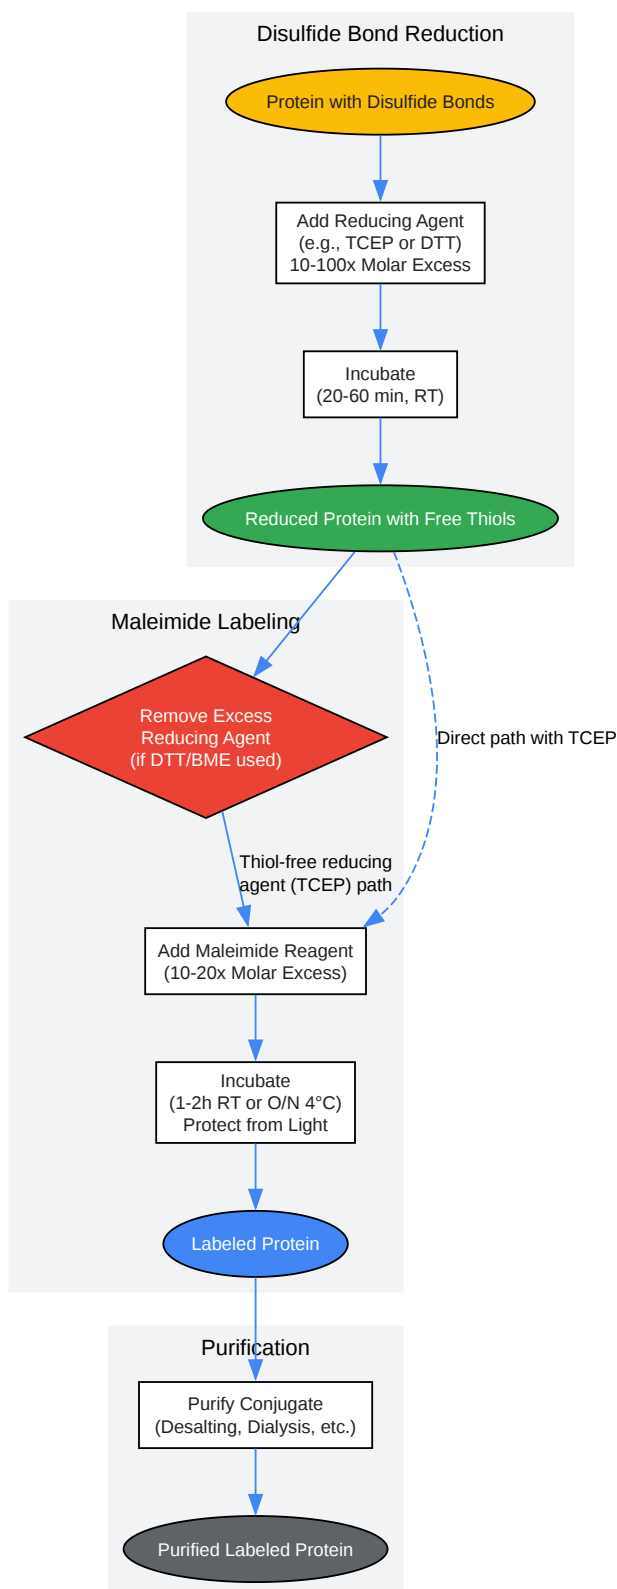 Disulfide Bond Reduction
Protein with Disulfide Bonds
Add Reducing Agent
(e.g., TCEP or DTT)
10-100x Molar Excess
Incubate
(20-60 min, RT)
Reduced Protein with Free Thiols
Maleimide Labeling
Remove Excess
Reducing Agent
(if DTT/BME used)
Direct path with TCEP
Thiol-free reducing
agent (TCEP) path
Add Maleimide Reagent
(10-20x Molar Excess)
Incubate
(1-2h RT or O/N 4°C)
Protect from Light
Labeled Protein
Purification
Purify Conjugate
(Desalting, Dialysis, etc.)
Purified Labeled Protein